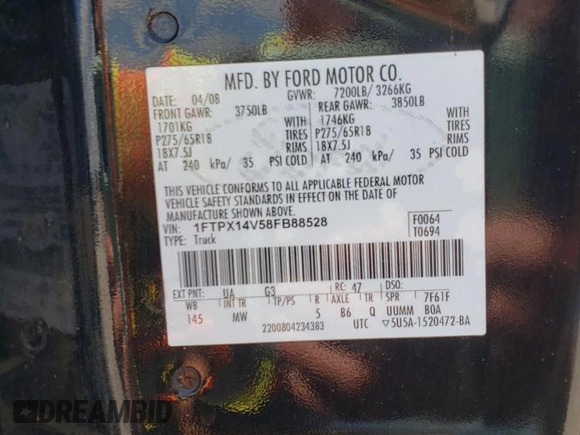 MFD. BY FORD MOTOR CO.
DATE: 04/08 GVWR: 7200LB/ 3266KG
FRONT GAWR: 3750LB REAR GAWR: 3850LB
1701KG 1746KG
P275/65R18 TIRES P275/65R18 TIRES
18X7.5J RIMS 18X7.5J RIMS
AT 240 kPa/ 35 PSI COLD AT 240 kPa/ 35 PSI COLD
THIS VEHICLE CONFORMS TO ALL APPLICABLE FEDERAL MOTOR
VEHICLE SAFETY STANDARDS IN EFFECT ON THE DATE OF
MANUFACTURE SHOWN ABOVE.
VIN: 1FTPX14V58FB88528 F0064
TYPE: Truck T0694
EXT PNT: UA G3 RC: 47 DSO:
WB INT TR TP/PS R AXLE TR SPR 7F61F
145 MW 5 B6 Q UUMM BOA
2200804234383 UTC ▽5U5A-1520472-BA
DREAMBID